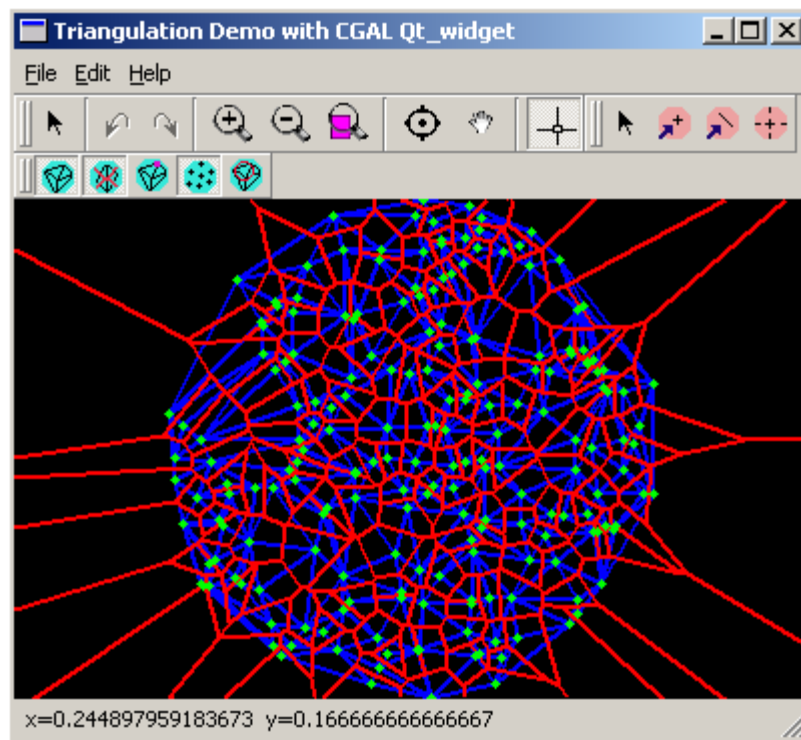 Triangulation Demo with CGAL Qt_widget
File Edit Help
x=0.244897959183673 y=0.166666666666667